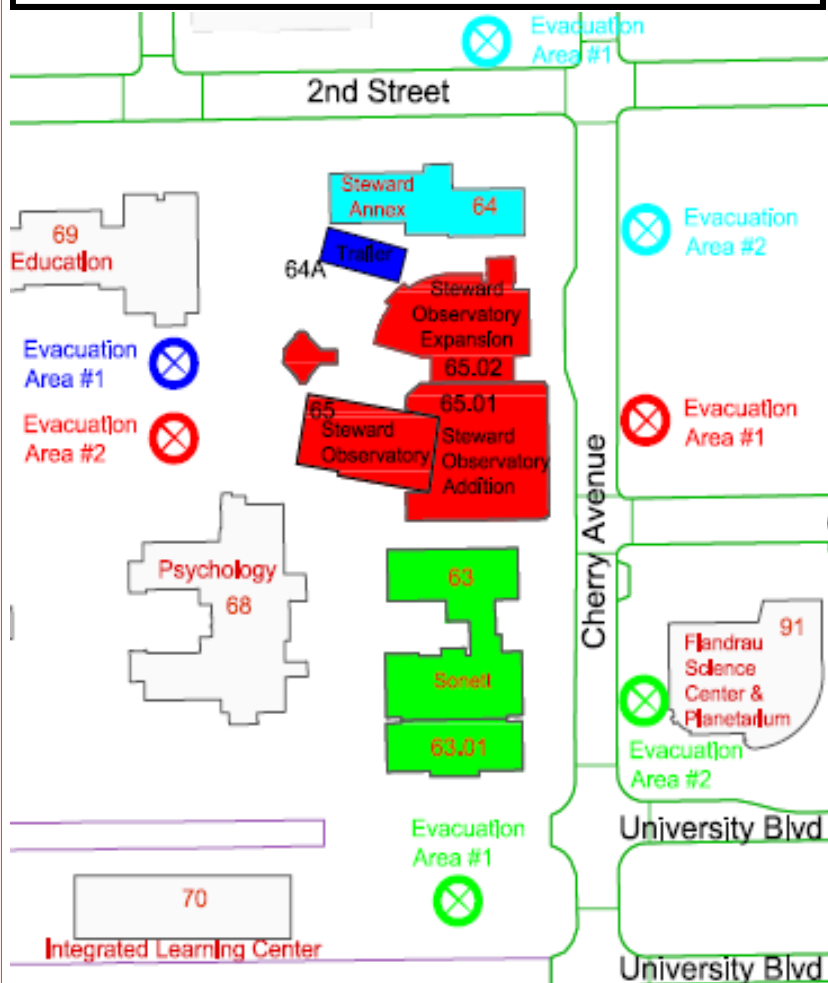 Evacuation
Area #1
2nd Street
Steward
Annex
64
69
Education
Evacuation
Area #2
Trailer
64A
Steward
Observatory
Expansion
65.02
Evacuation
Area #1
Evacuation
Area #2
65
65.01
Steward
Observatory
Steward
Observatory
Addition
Evacuation
Area #1
Cherry Avenue
Psychology
68
63
Sonett
63.01
91
Flandrau
Science
Center &
Planetarium
Evacuation
Area #2
Evacuation
Area #1
University Blvd
70
Integrated Learning Center
University Blvd